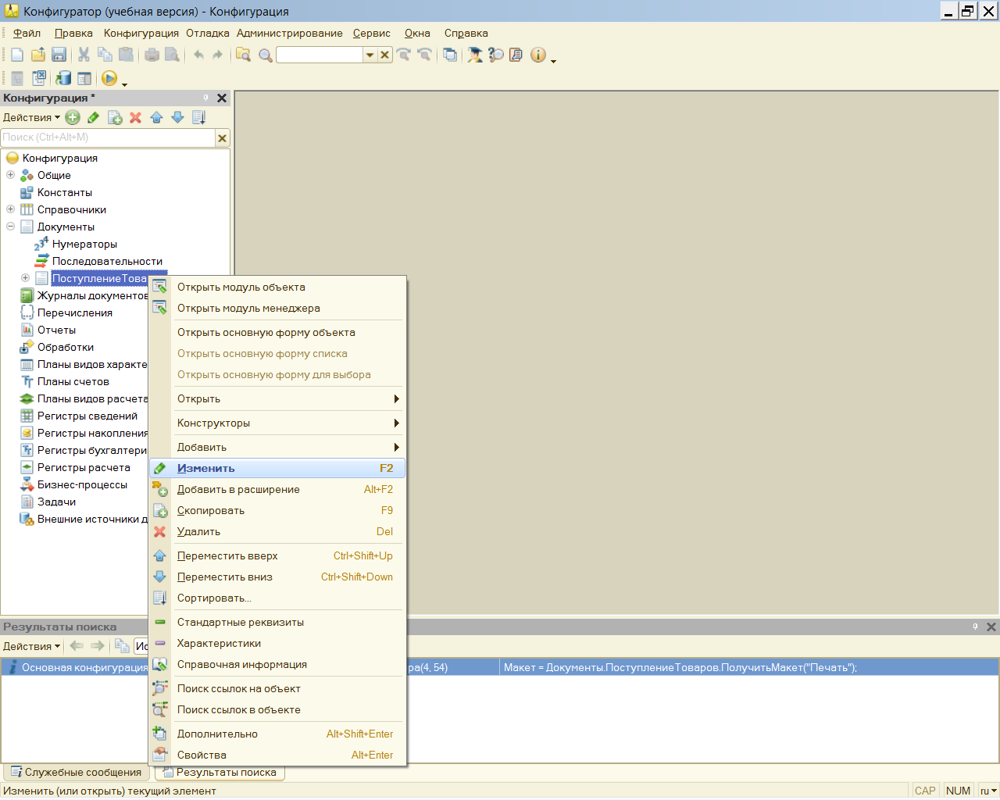 Конфигуратор (учебная версия) - Конфигурация
Файл Правка Конфигурация Отладка Администрирование Сервис Окна Справка
Конфигурация *
Действия
Поиск (Ctrl+Alt+M)
Конфигурация
Общие
Константы
Справочники
Документы
Нумераторы
Последовательности
ПоступлениеТова
Журналы документов
Перечисления
Отчеты
Обработки
Планы видов характе
Планы счетов
Планы видов расчета
Регистры сведений
Регистры накопления
Регистры бухгалтери
Регистры расчета
Бизнес-процессы
Задачи
Внешние источники д
Открыть модуль объекта
Открыть модуль менеджера
Открыть основную форму объекта
Открыть основную форму списка
Открыть основную форму для выбора
Открыть
Конструкторы
Добавить
Изменить F2
Добавить в расширение Alt+F2
Скопировать F9
Удалить Del
Переместить вверх Ctrl+Shift+Up
Переместить вниз Ctrl+Shift+Down
Сортировать...
Стандартные реквизиты
Характеристики
Справочная информация
Поиск ссылок на объект
Поиск ссылок в объекте
Дополнительно Alt+Shift+Enter
Свойства Alt+Enter
Результаты поиска
Действия Ис
Основная конфигурация ра(4, 54) Макет = Документы.ПоступлениеТоваров.ПолучитьМакет("Печать");
Служебные сообщения Результаты поиска
Изменить (или открыть) текущий элемент CAP NUM ru